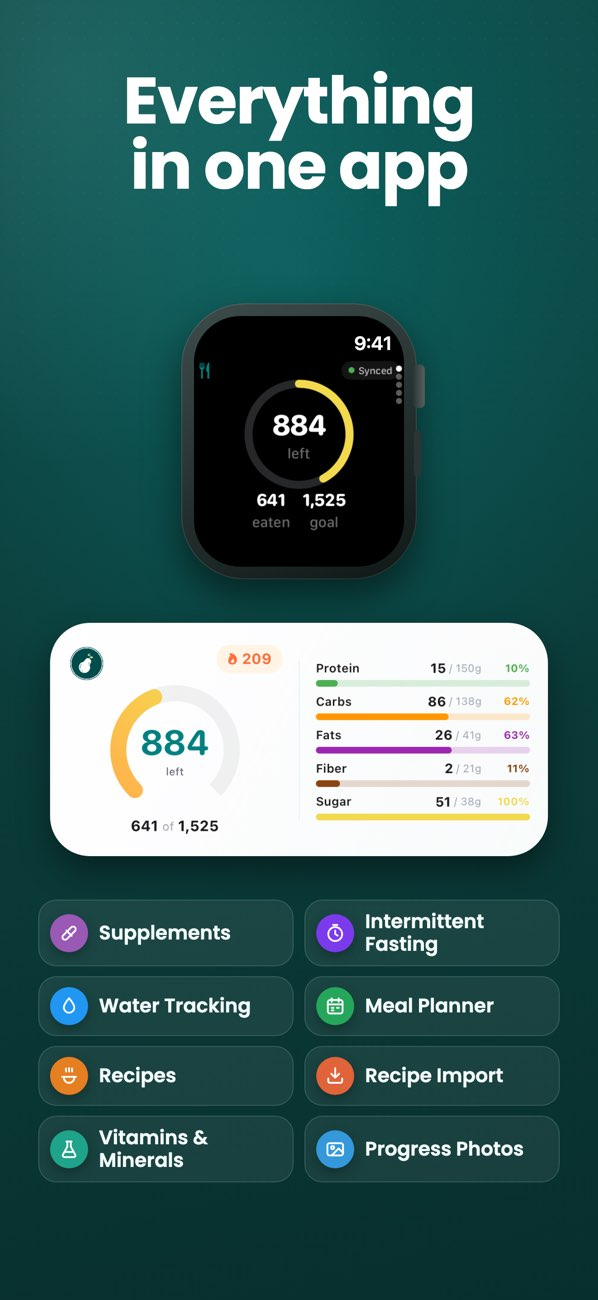 Everything
in one app
9:41
Synced
884
left
641 1,525
eaten goal
209
884
left
641 of 1,525
Protein 15 / 150g 10%
Carbs 86 / 138g 62%
Fats 26 / 41g 63%
Fiber 2 / 21g 11%
Sugar 51 / 38g 100%
Supplements
Intermittent
Fasting
Water Tracking
Meal Planner
Recipes
Recipe Import
Vitamins &
Minerals
Progress Photos